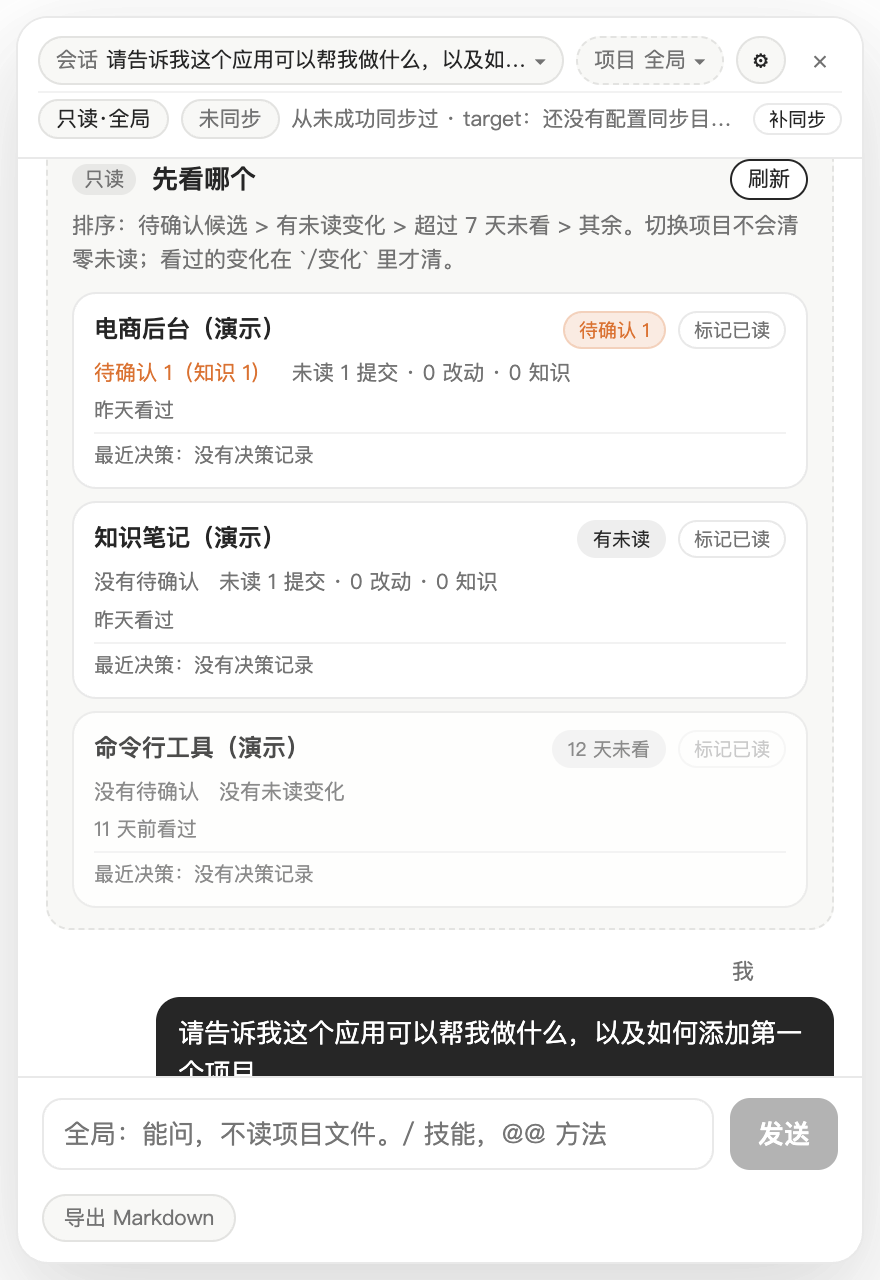 会话 请告诉我这个应用可以帮我做什么，以及如…
项目 全局
只读·全局
未同步
从未成功同步过 · target：还没有配置同步目…
补同步
只读
先看哪个
刷新
排序：待确认候选 > 有未读变化 > 超过 7 天未看 > 其余。切换项目不会清
零未读；看过的变化在 `/变化` 里才清。
电商后台（演示）
待确认 1
标记已读
待确认 1（知识 1） 未读 1 提交 · 0 改动 · 0 知识
昨天看过
最近决策：没有决策记录
知识笔记（演示）
有未读
标记已读
没有待确认 未读 1 提交 · 0 改动 · 0 知识
昨天看过
最近决策：没有决策记录
命令行工具（演示）
12 天未看
标记已读
没有待确认 没有未读变化
11 天前看过
最近决策：没有决策记录
我
请告诉我这个应用可以帮我做什么，以及如何添加第一
个项目
全局：能问，不读项目文件。/ 技能，@@ 方法
发送
导出 Markdown